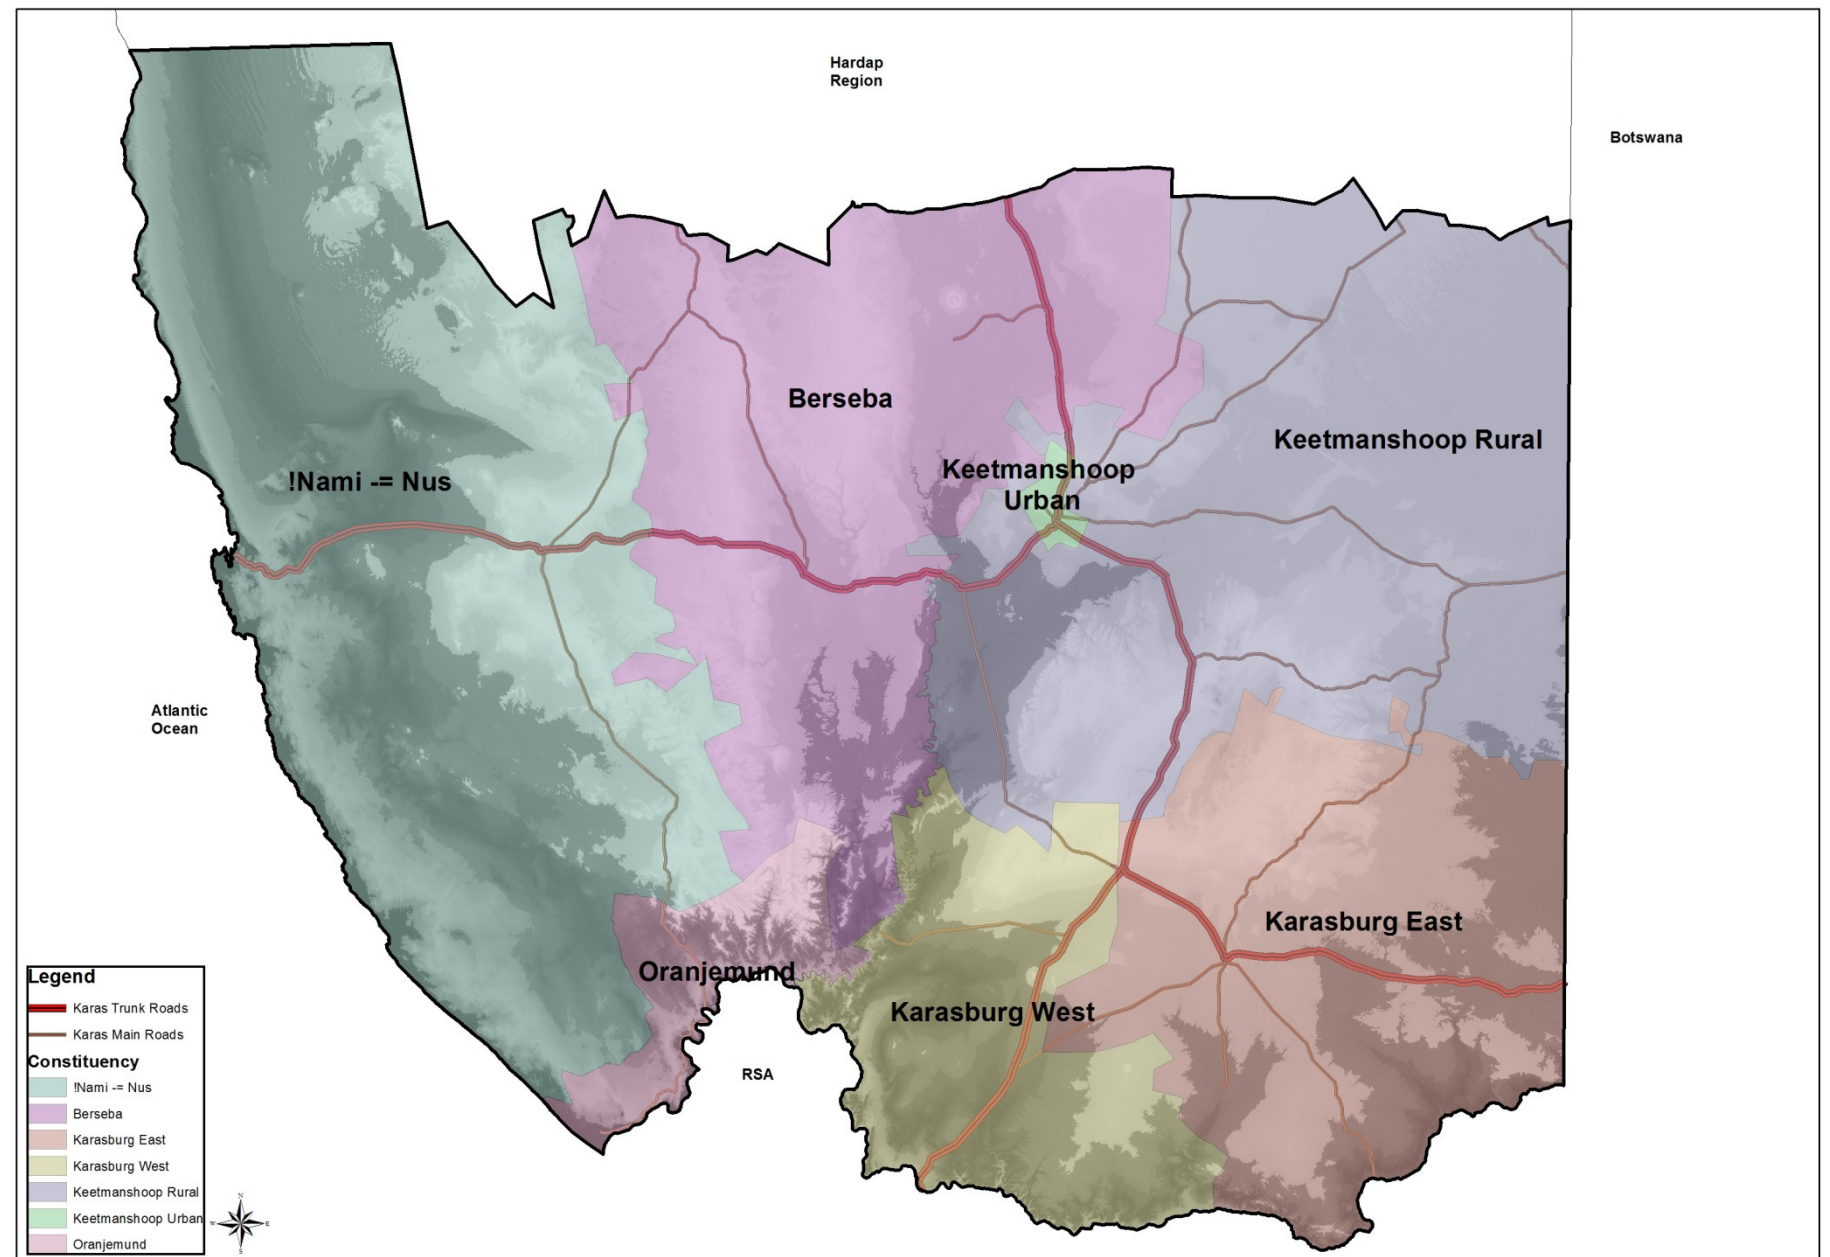 Hardap
Region
Botswana
Berseba
Keetmanshoop Rural
Keetmanshoop
Urban
!Nami -= Nus
Atlantic
Ocean
Karasburg East
Oranjemund
Karasburg West
RSA
Legend
Karas Trunk Roads
Karas Main Roads
Constituency
!Nami -= Nus
Berseba
Karasburg East
Karasburg West
Keetmanshoop Rural
Keetmanshoop Urban
Oranjemund
N
W
E
S